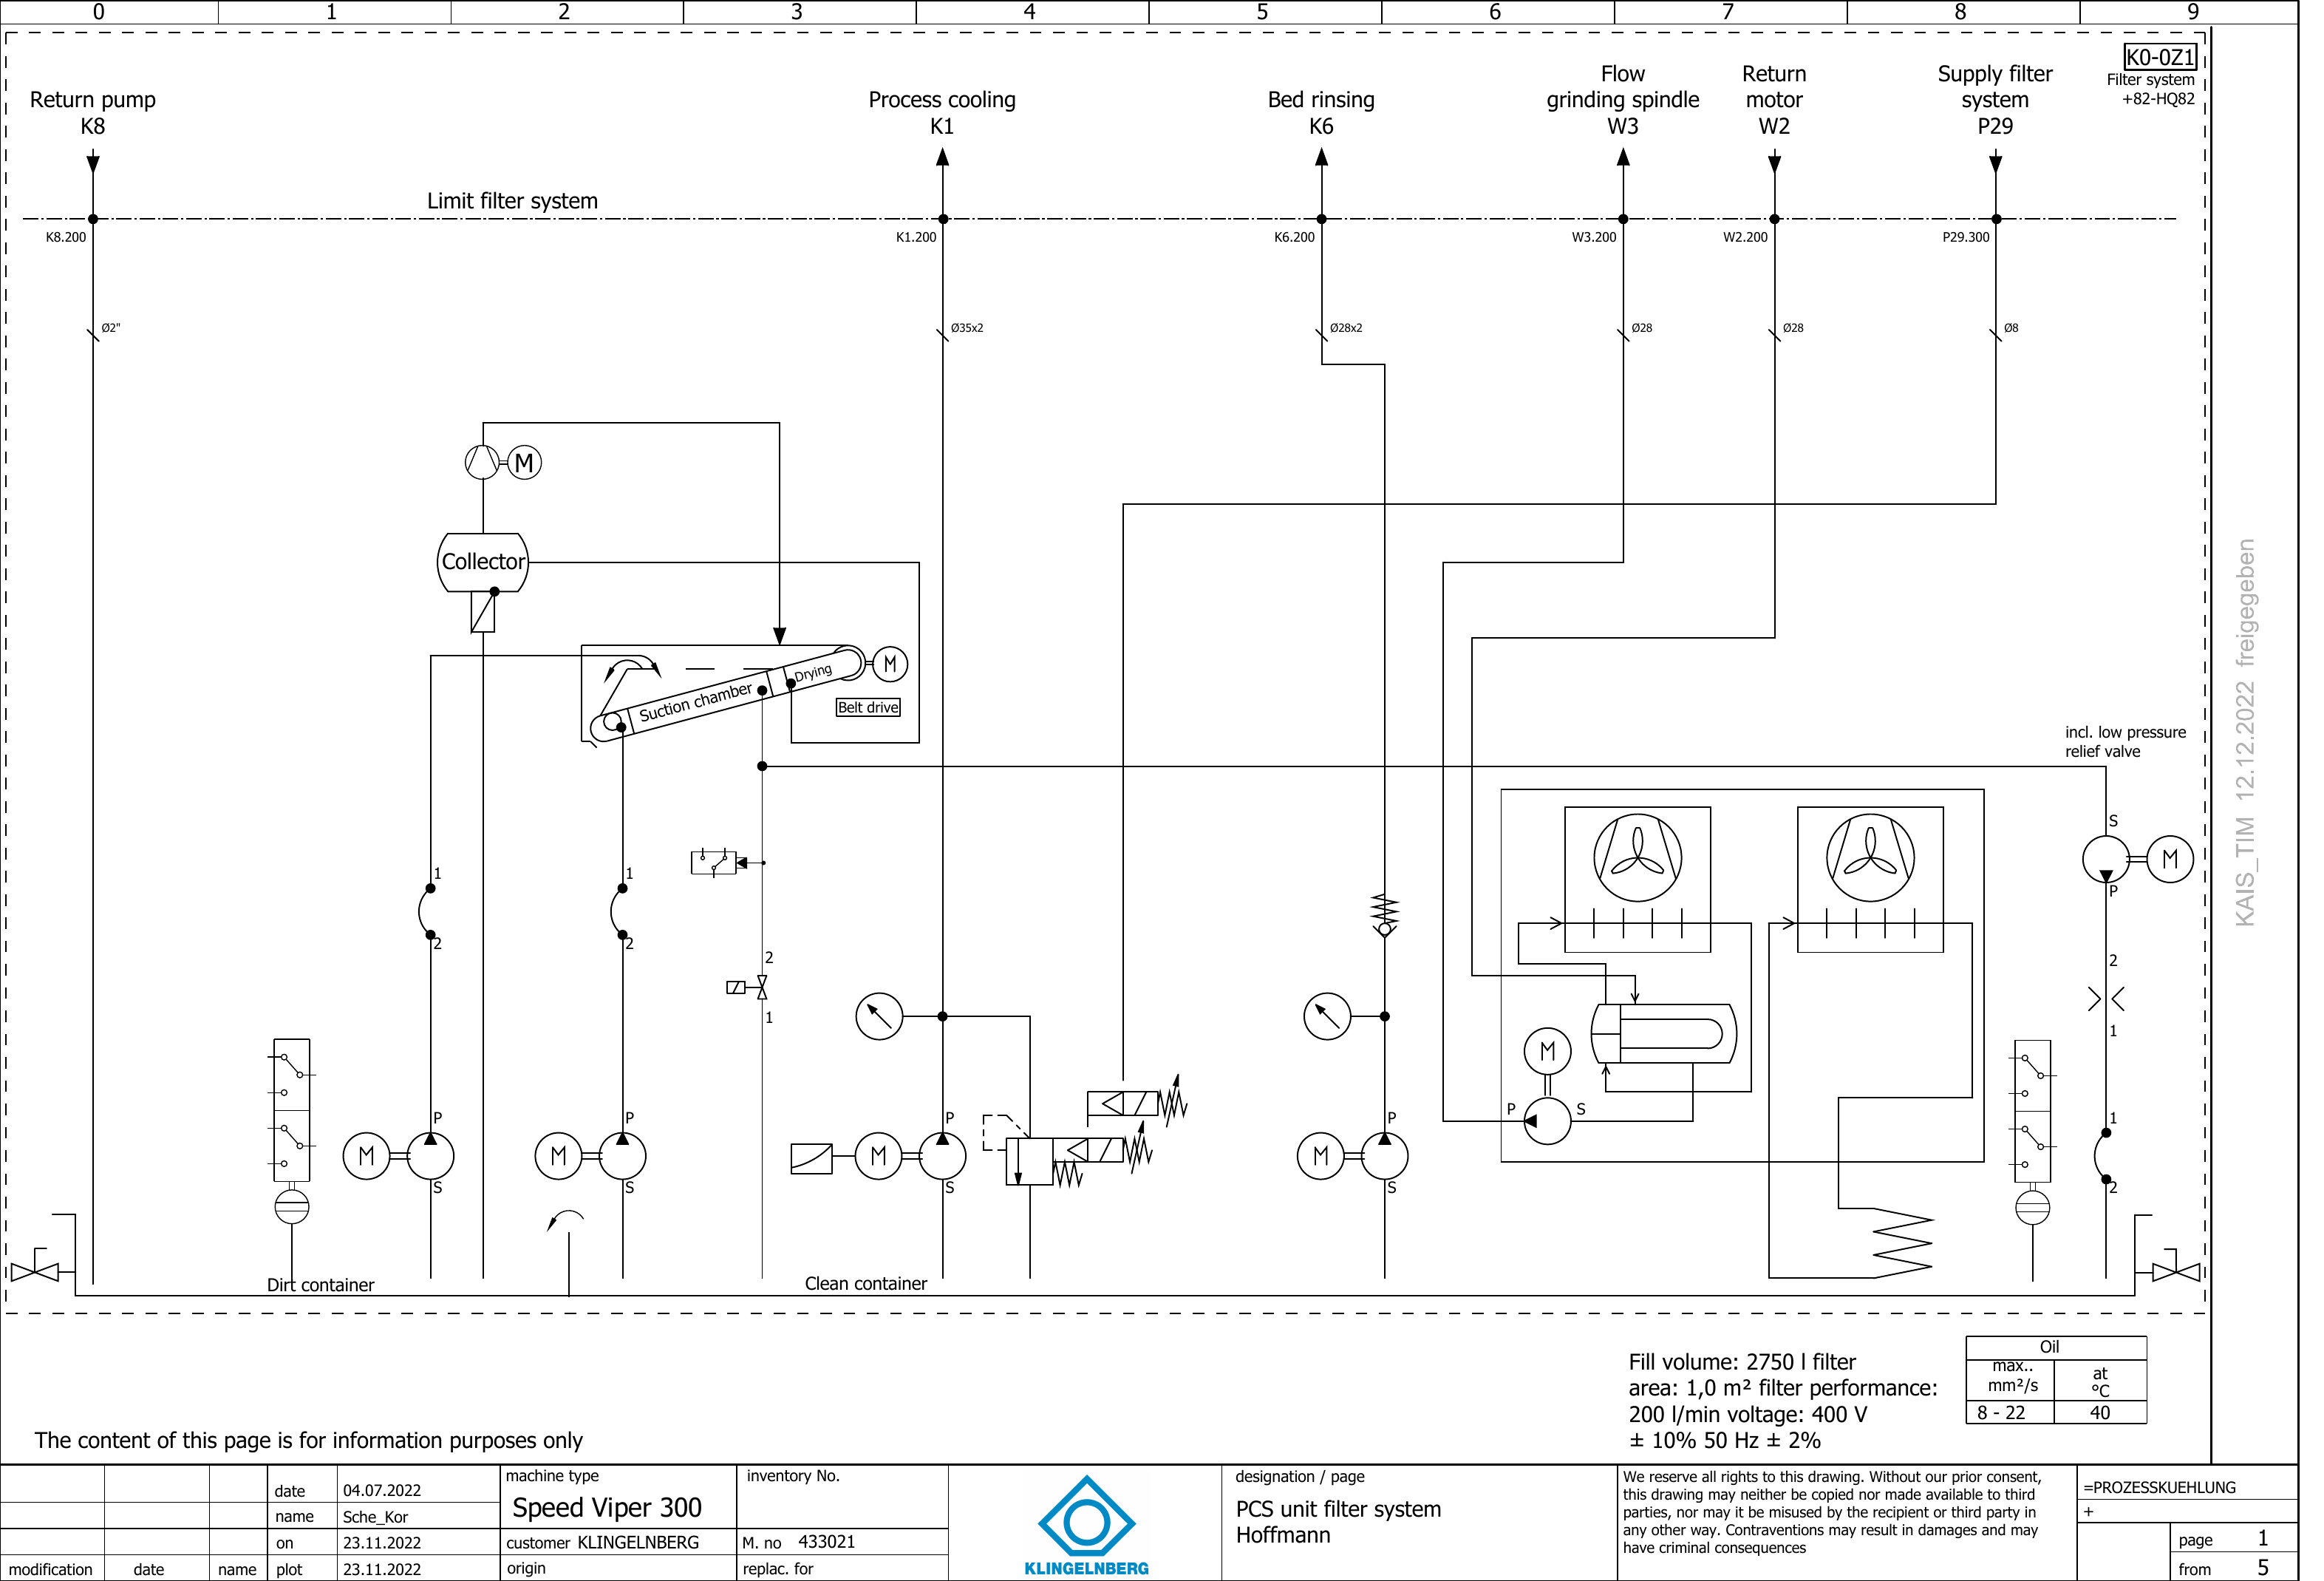 0 1 2 3 4 5 6 7 8 9
K0-0Z1
Filter system
+82-HQ82
Return pump
K8
Process cooling
K1
Bed rinsing
K6
Flow
grinding spindle
W3
Return
motor
W2
Supply filter
system
P29
Limit filter system
K8.200 K1.200 K6.200 W3.200 W2.200 P29.300
Ø2" Ø35x2 Ø28x2 Ø28 Ø28 Ø8
M
Collector
Suction chamber
Drying
M
Belt drive
incl. low pressure
relief valve
S
M
P
1 1
2 2
2
1
2
1
M
P S
P P P P
M M M M
S S S S
1
2
Dirt container
Clean container
KAIS_TIM 12.12.2022 freigegeben
Fill volume: 2750 l filter
area: 1,0 m² filter performance:
200 l/min voltage: 400 V
± 10% 50 Hz ± 2%
Oil
max..
mm²/s
at
°C
8 - 22 40
The content of this page is for information purposes only
date 04.07.2022
name Sche_Kor
on 23.11.2022
modification date name plot 23.11.2022
machine type
Speed Viper 300
customer KLINGELNBERG
origin
inventory No.
M. no 433021
replac. for
KLINGELNBERG
designation / page
PCS unit filter system
Hoffmann
We reserve all rights to this drawing. Without our prior consent,
this drawing may neither be copied nor made available to third
parties, nor may it be misused by the recipient or third party in
any other way. Contraventions may result in damages and may
have criminal consequences
=PROZESSKUEHLUNG
+
page 1
from 5